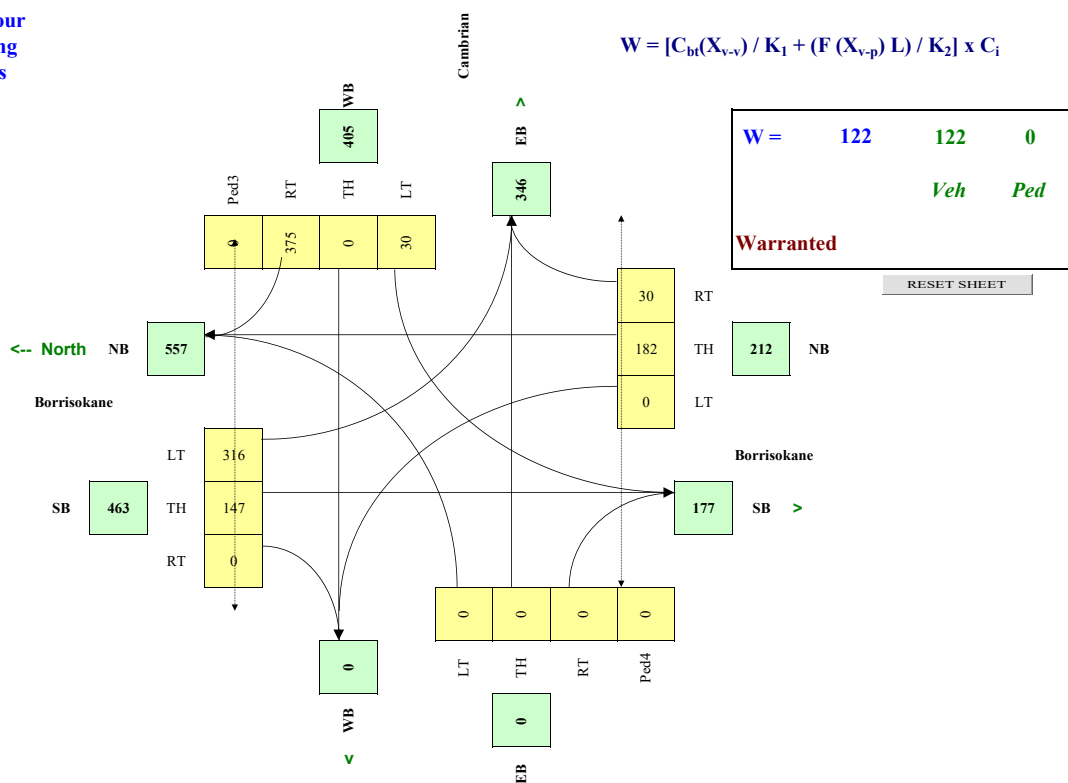 our
ng
s
W = [Cbt(Xv-v) / K1 + (F (Xv-p) L) / K2] x Ci
Cambrian
W = 122 122 0
Veh Ped
Warranted
RESET SHEET
WB
405
EB
346
Ped3 RT TH LT
0 375 0 30
30 RT
<-- North NB 557
182 TH 212 NB
0 LT
Borrisokane
Borrisokane
LT 316
SB 463 TH 147
RT 0
177 SB >
0 0 0 0
LT TH RT Ped4
0
WB
v
0
EB
^